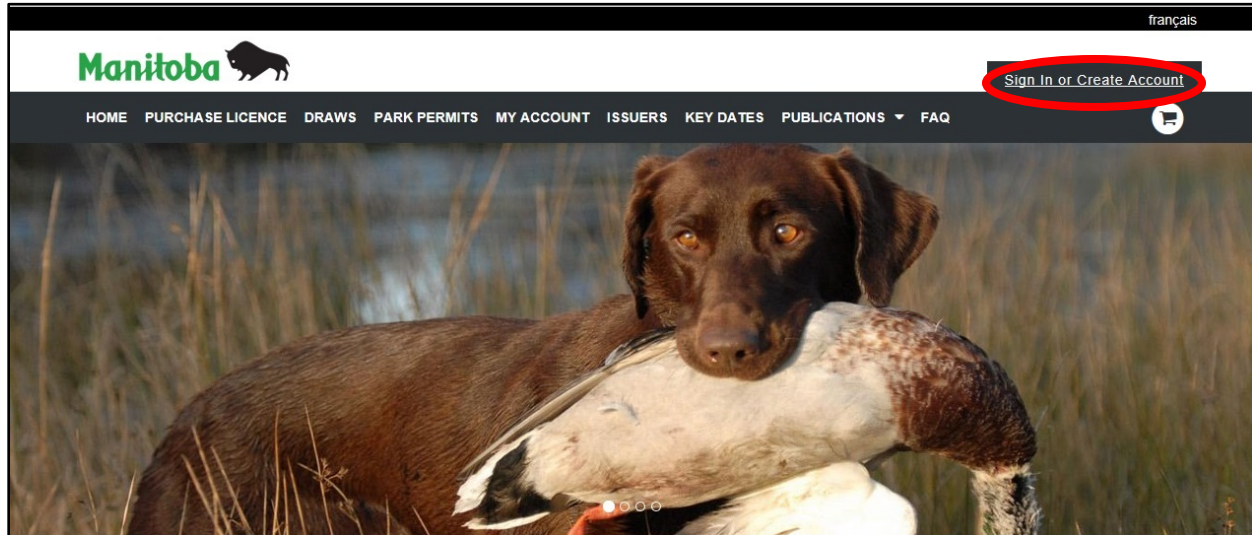 français
Manitoba
Sign In or Create Account
HOME PURCHASE LICENCE DRAWS PARK PERMITS MY ACCOUNT ISSUERS KEY DATES PUBLICATIONS FAQ